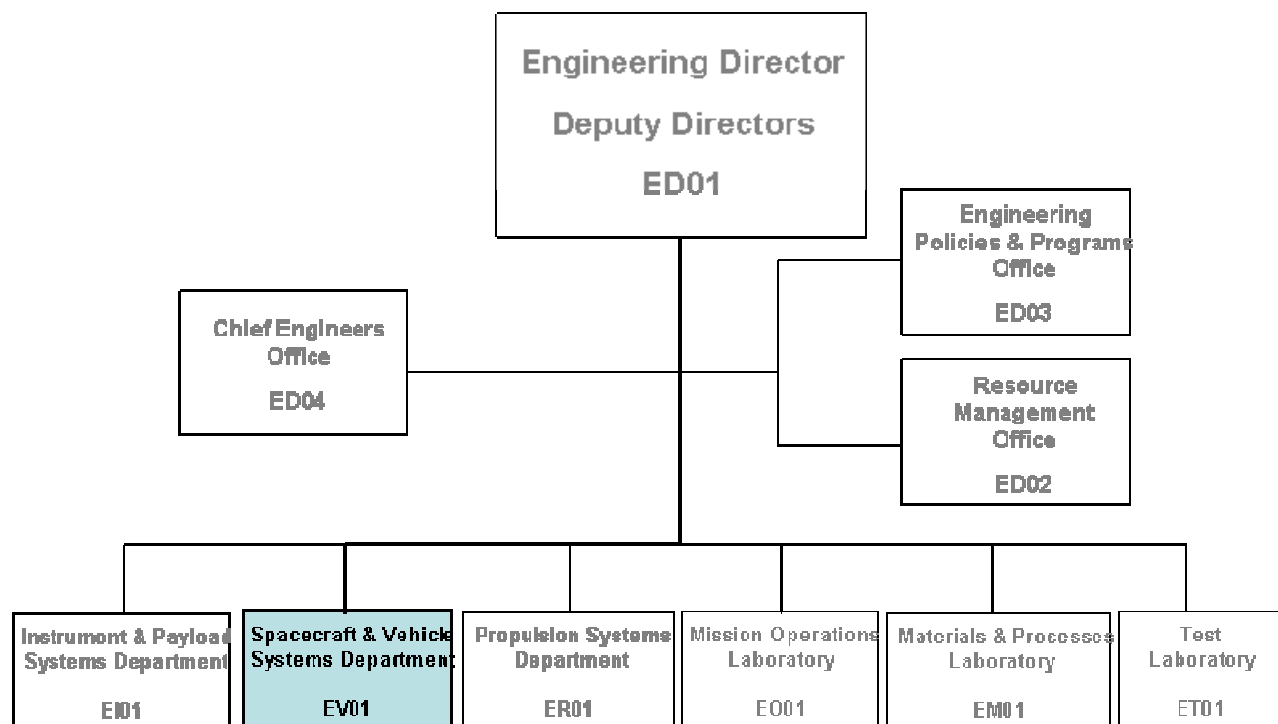 Engineering Director
Deputy Directors
ED01
Engineering
Policies & Programs
Office
ED03
Chief Engineers
Office
ED04
Resource
Management
Office
ED02
Instrument & Payload
Systems Department
EI01
Spacecraft & Vehicle
Systems Department
EV01
Propulsion Systems
Department
ER01
Mission Operations
Laboratory
EO01
Materials & Processes
Laboratory
EM01
Test
Laboratory
ET01